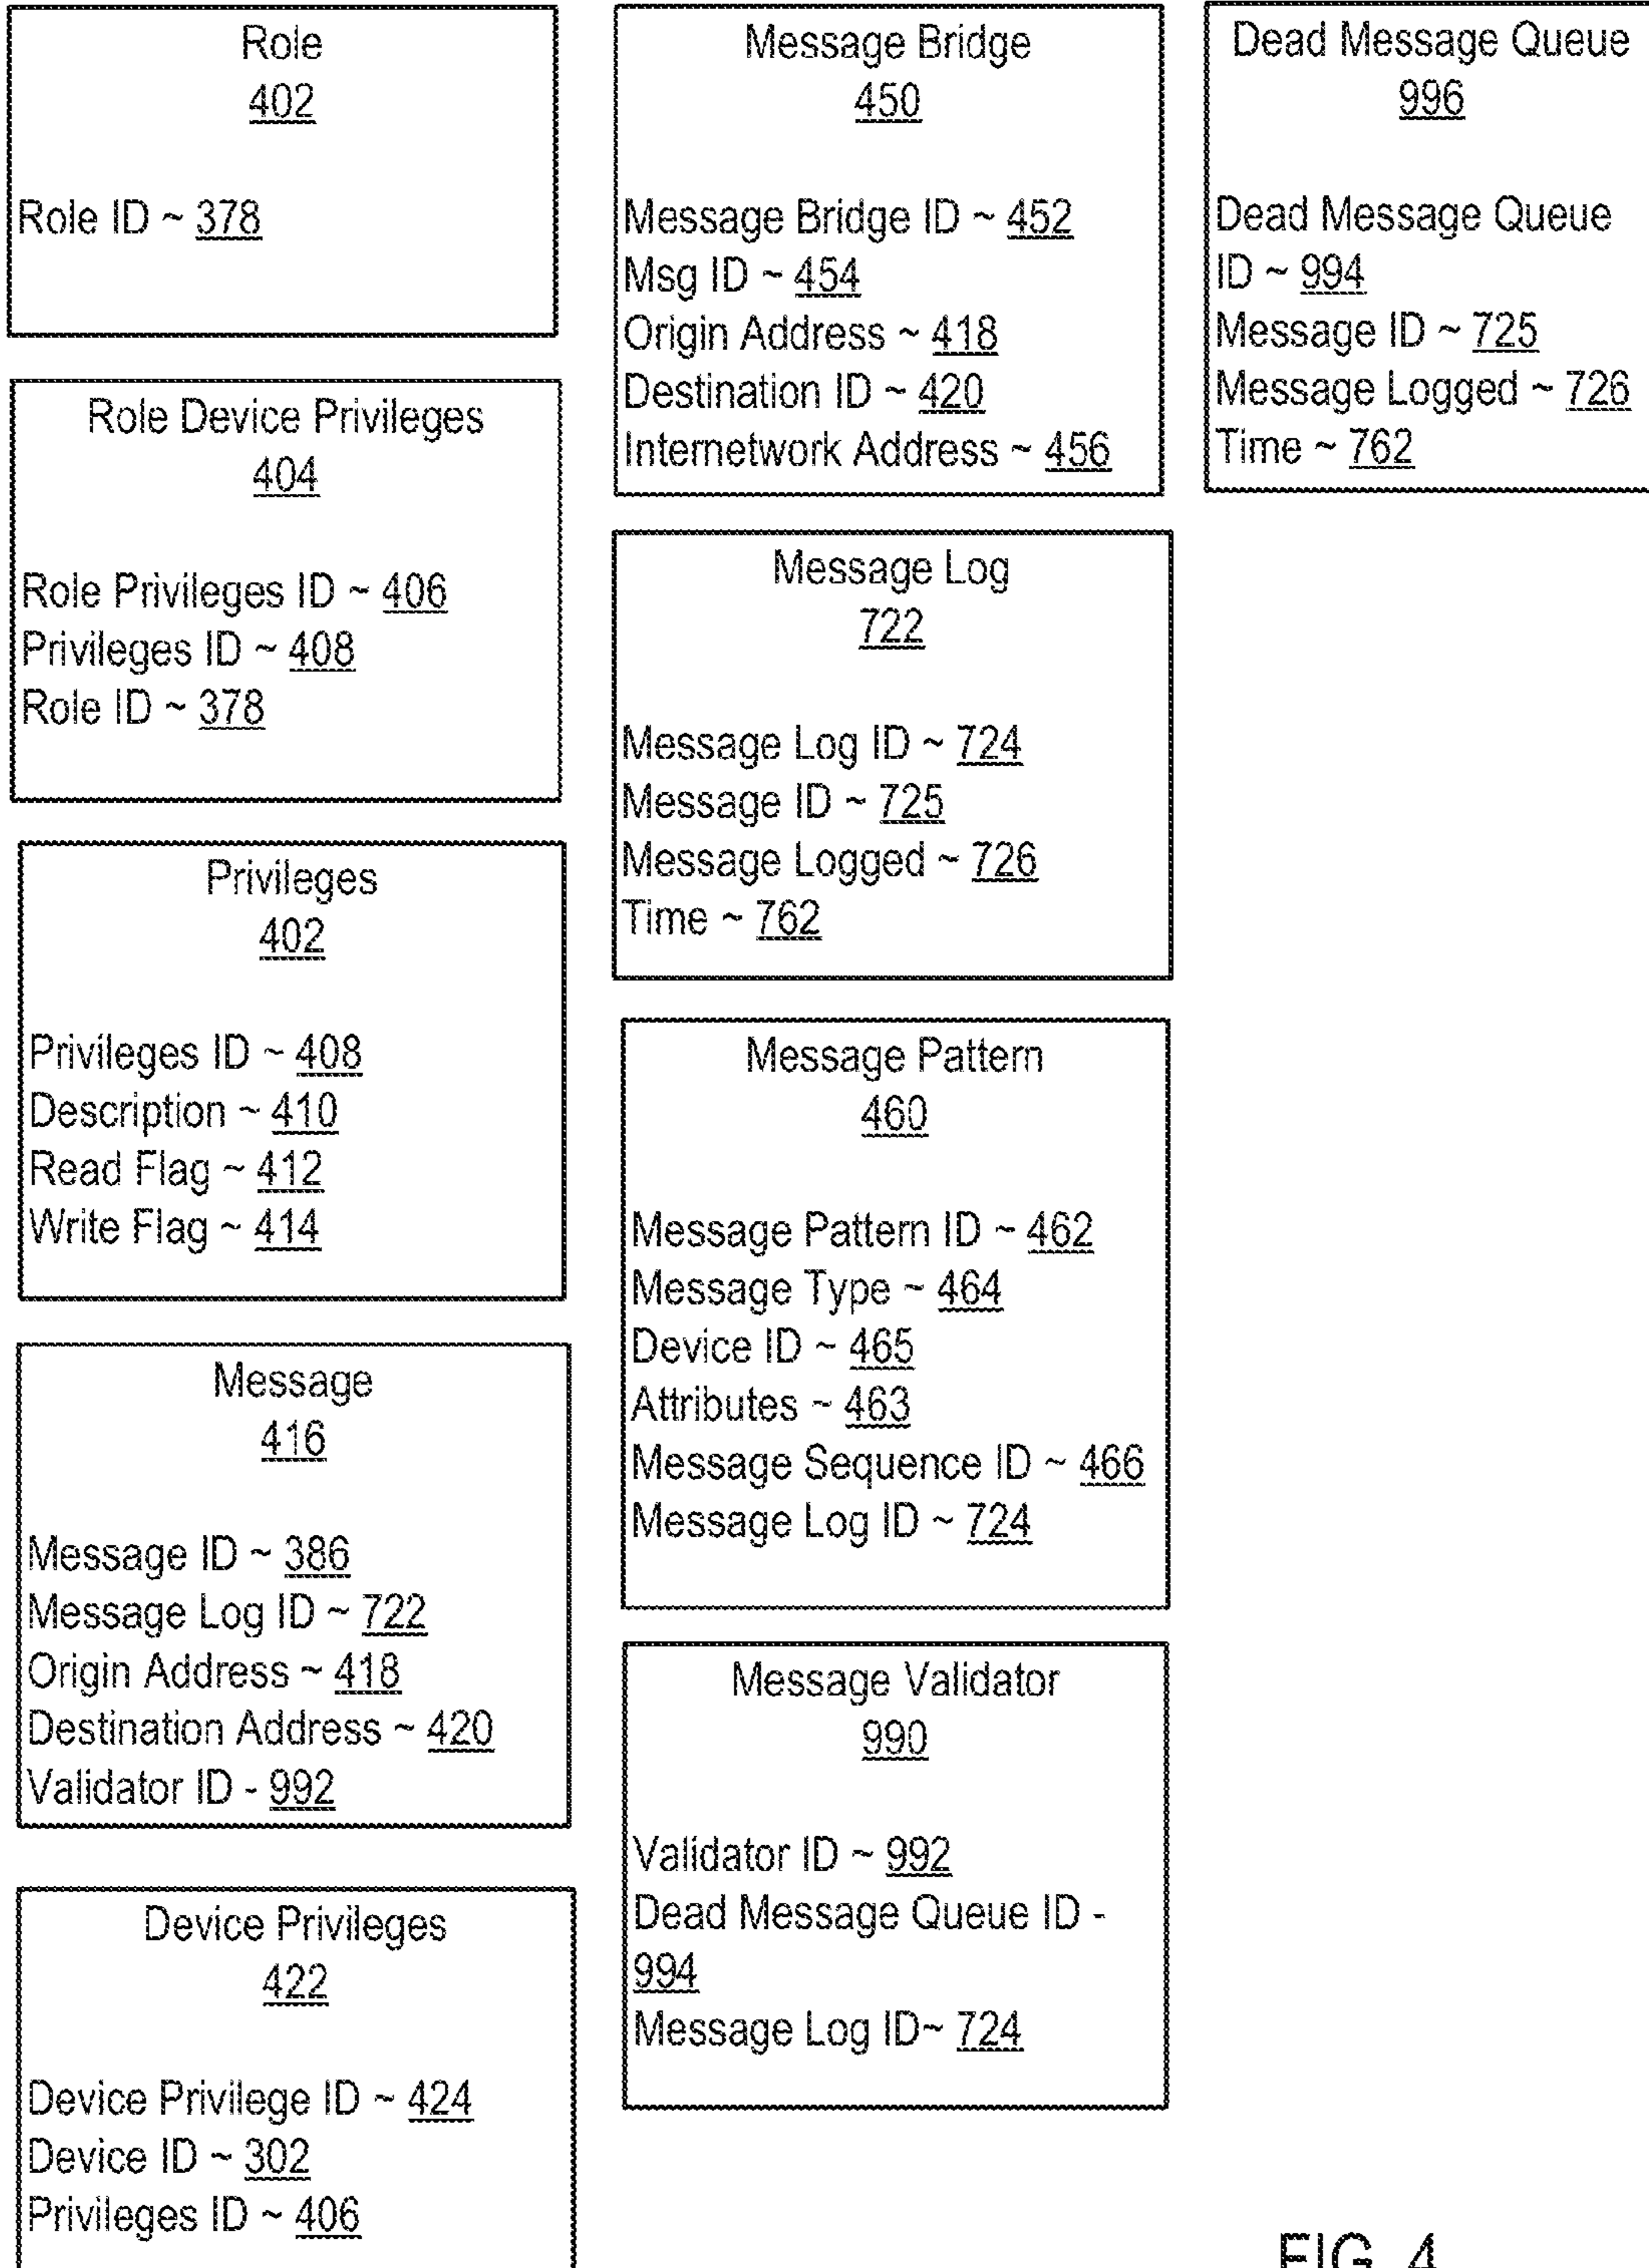 Role
402
Role ID ~ 378
Role Device Privileges
404
Role Privileges ID ~ 406
Privileges ID ~ 408
Role ID ~ 378
Privileges
402
Privileges ID ~ 408
Description ~ 410
Read Flag ~ 412
Write Flag ~ 414
Message
416
Message ID ~ 386
Message Log ID ~ 722
Origin Address ~ 418
Destination Address ~ 420
Validator ID - 992
Device Privileges
422
Device Privilege ID ~ 424
Device ID ~ 302
Privileges ID ~ 406
Message Bridge
450
Message Bridge ID ~ 452
Msg ID ~ 454
Origin Address ~ 418
Destination ID ~ 420
Internetwork Address ~ 456
Message Log
722
Message Log ID ~ 724
Message ID ~ 725
Message Logged ~ 726
Time ~ 762
Message Pattern
460
Message Pattern ID ~ 462
Message Type ~ 464
Device ID ~ 465
Attributes ~ 463
Message Sequence ID ~ 466
Message Log ID ~ 724
Message Validator
990
Validator ID ~ 992
Dead Message Queue ID -
994
Message Log ID~ 724
Dead Message Queue
996
Dead Message Queue
ID ~ 994
Message ID ~ 725
Message Logged ~ 726
Time ~ 762
FIG. 4